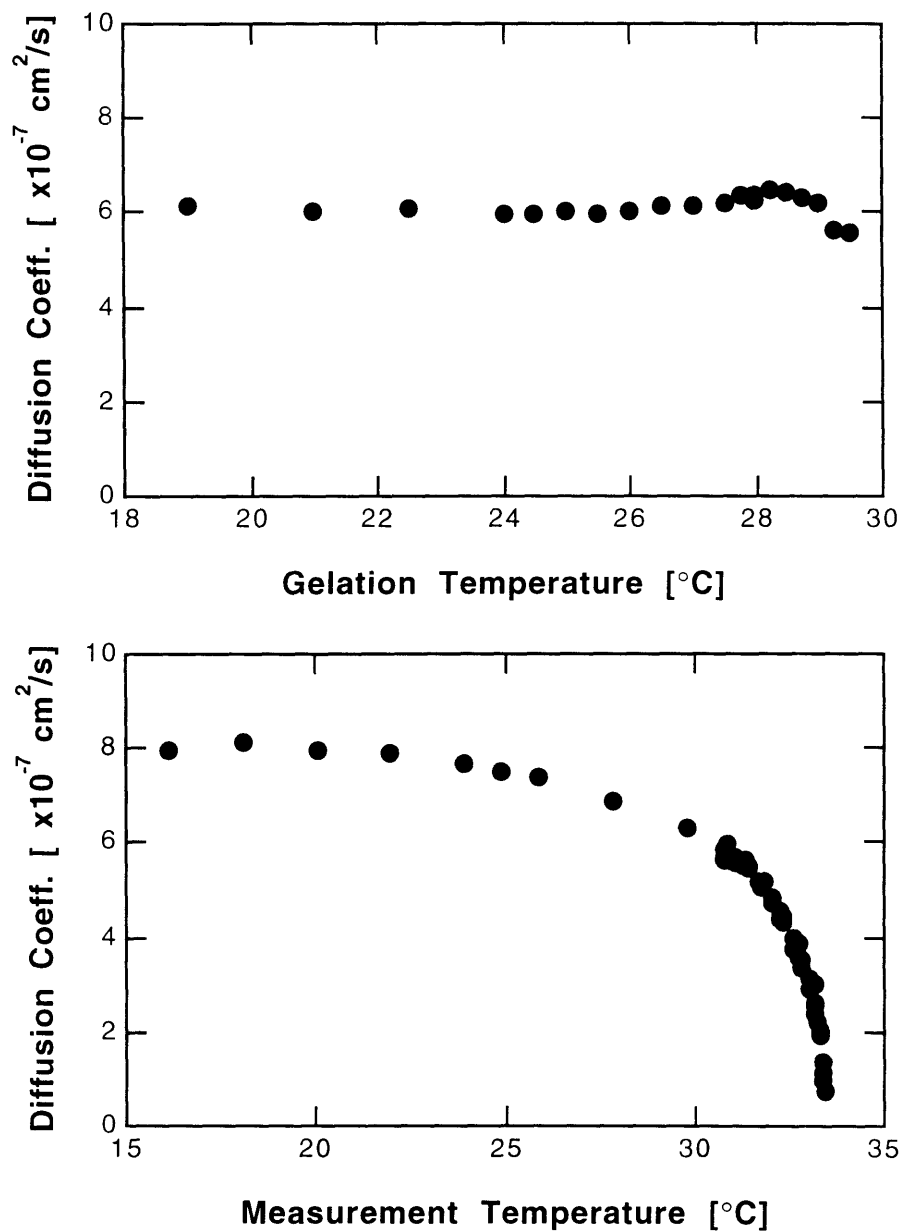 10
8
6
4
2
0
Diffusion Coeff. [ x10⁻⁷ cm²/s]
18 20 22 24 26 28 30
Gelation Temperature [°C]
10
8
6
4
2
0
Diffusion Coeff. [ x10⁻⁷ cm²/s]
15 20 25 30 35
Measurement Temperature [°C]